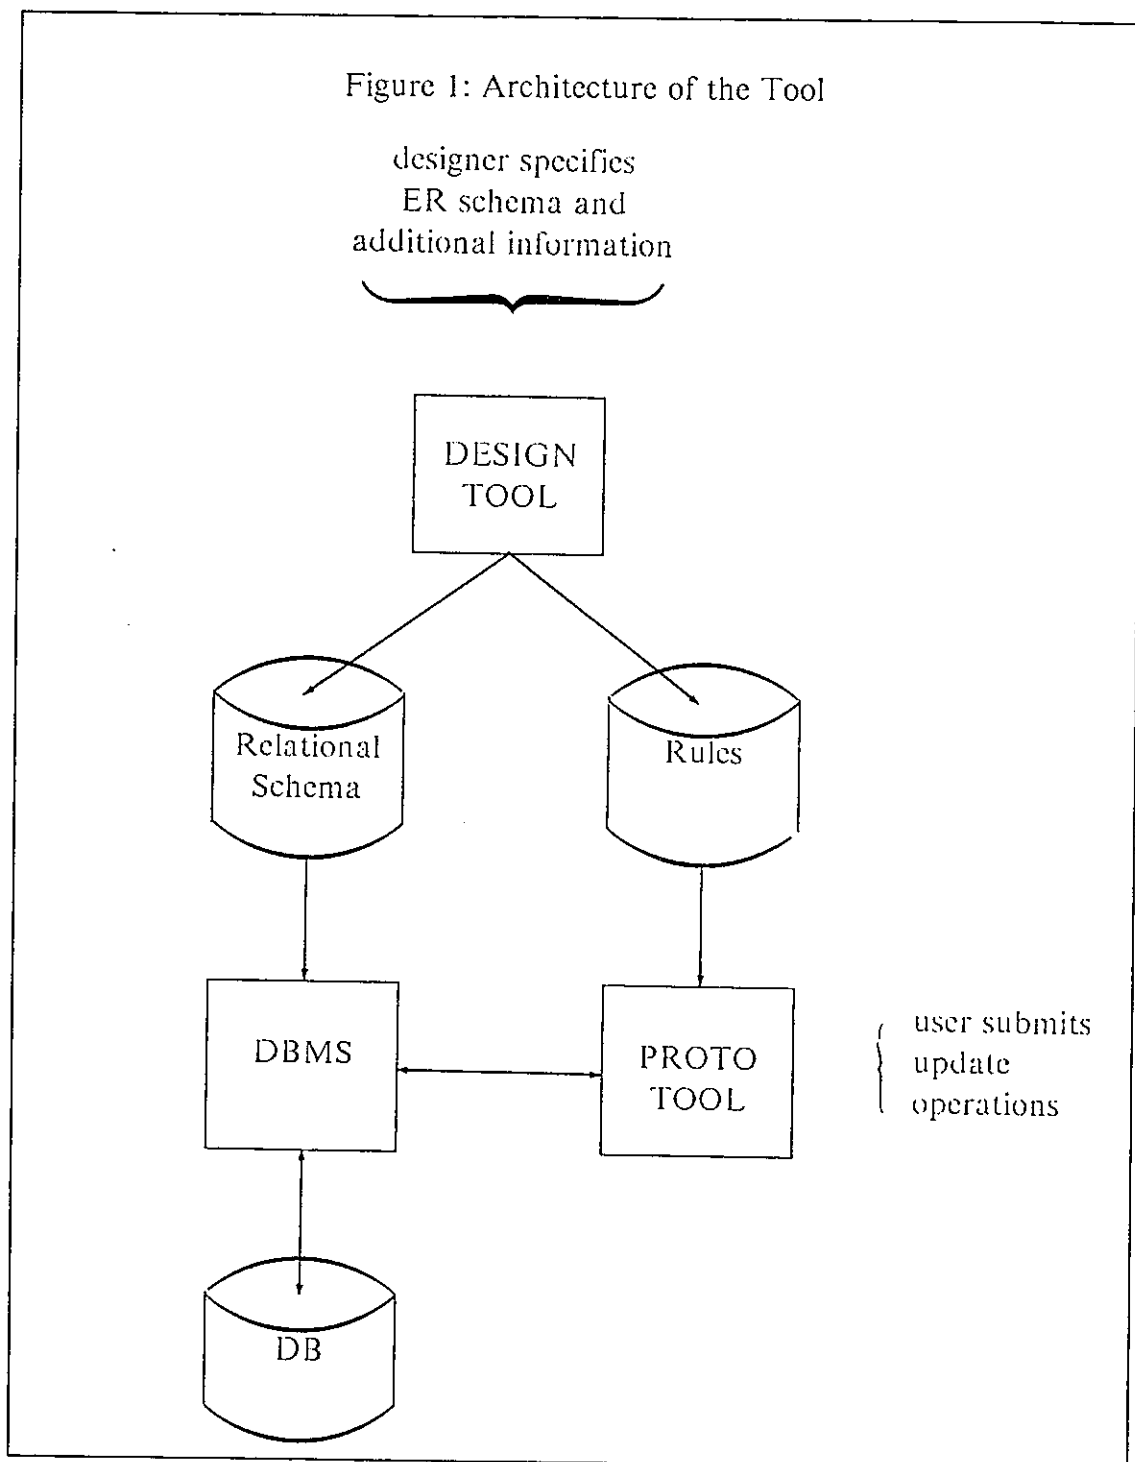 Figure 1: Architecture of the Tool
designer specifies
ER schema and
additional information
DESIGN
TOOL
Relational
Schema
Rules
DBMS
PROTO
TOOL
user submits
update
operations
DB